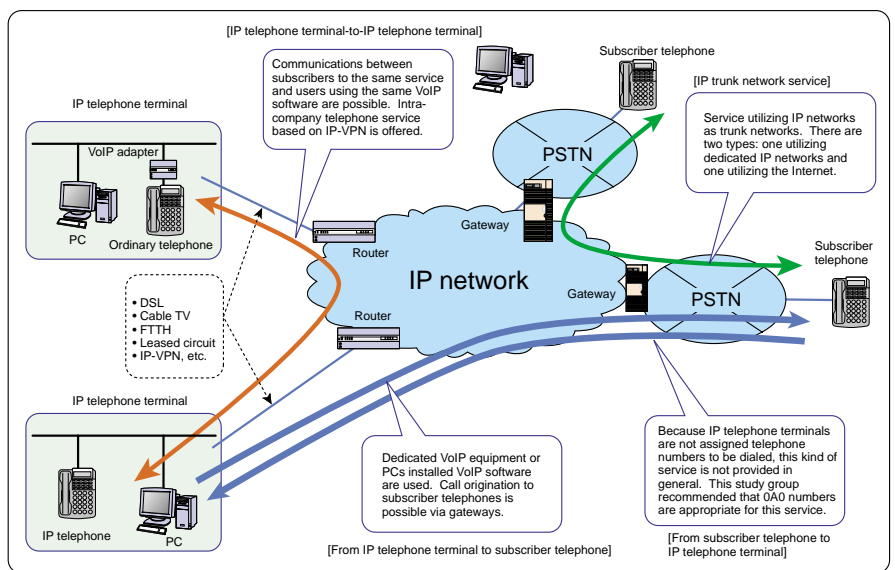 [IP telephone terminal-to-IP telephone terminal]
Communications between
subscribers to the same service
and users using the same VoIP
software are possible.  Intra-
company telephone service
based on IP-VPN is offered.
Subscriber telephone
[IP trunk network service]
Service utilizing IP networks
as trunk networks.  There are
two types: one utilizing
dedicated IP networks and
one utilizing the Internet.
IP telephone terminal
VoIP adapter
PC
Ordinary telephone
PSTN
Gateway
Router
IP network
Subscriber
telephone
Gateway
PSTN
• DSL
• Cable TV
• FTTH
• Leased circuit
• IP-VPN, etc.
Router
IP telephone terminal
IP telephone
PC
Dedicated VoIP equipment or
PCs installed VoIP software
are used.  Call origination to
subscriber telephones is
possible via gateways.
[From IP telephone terminal to subscriber telephone]
Because IP telephone terminals
are not assigned telephone
numbers to be dialed, this kind of
service is not provided in
general.  This study group
recommended that 0A0 numbers
are appropriate for this service.
[From subscriber telephone to
IP telephone terminal]